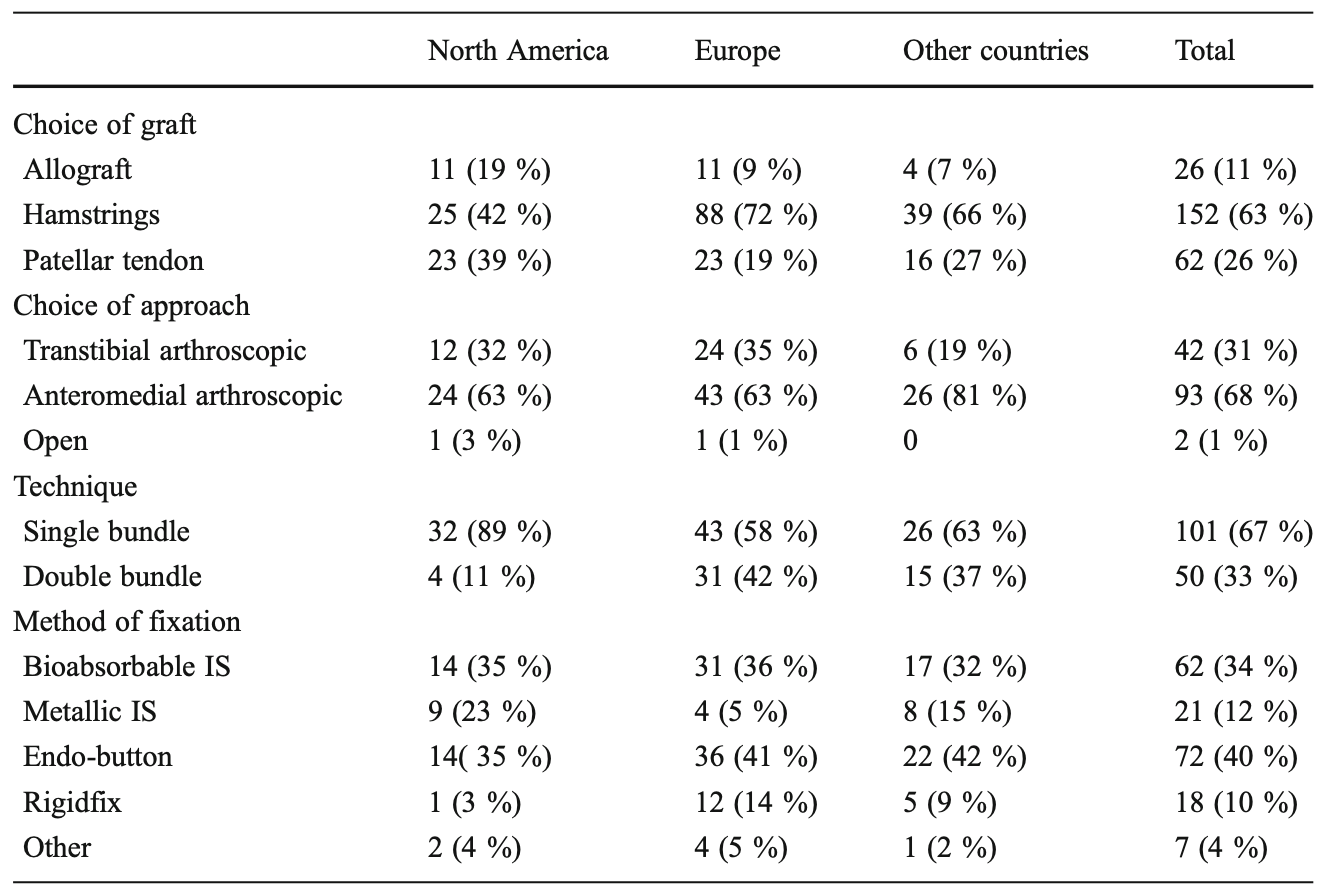 North America Europe Other countries Total
Choice of graft
Allograft 11 (19 %) 11 (9 %) 4 (7 %) 26 (11 %)
Hamstrings 25 (42 %) 88 (72 %) 39 (66 %) 152 (63 %)
Patellar tendon 23 (39 %) 23 (19 %) 16 (27 %) 62 (26 %)
Choice of approach
Transtibial arthroscopic 12 (32 %) 24 (35 %) 6 (19 %) 42 (31 %)
Anteromedial arthroscopic 24 (63 %) 43 (63 %) 26 (81 %) 93 (68 %)
Open 1 (3 %) 1 (1 %) 0 2 (1 %)
Technique
Single bundle 32 (89 %) 43 (58 %) 26 (63 %) 101 (67 %)
Double bundle 4 (11 %) 31 (42 %) 15 (37 %) 50 (33 %)
Method of fixation
Bioabsorbable IS 14 (35 %) 31 (36 %) 17 (32 %) 62 (34 %)
Metallic IS 9 (23 %) 4 (5 %) 8 (15 %) 21 (12 %)
Endo-button 14( 35 %) 36 (41 %) 22 (42 %) 72 (40 %)
Rigidfix 1 (3 %) 12 (14 %) 5 (9 %) 18 (10 %)
Other 2 (4 %) 4 (5 %) 1 (2 %) 7 (4 %)